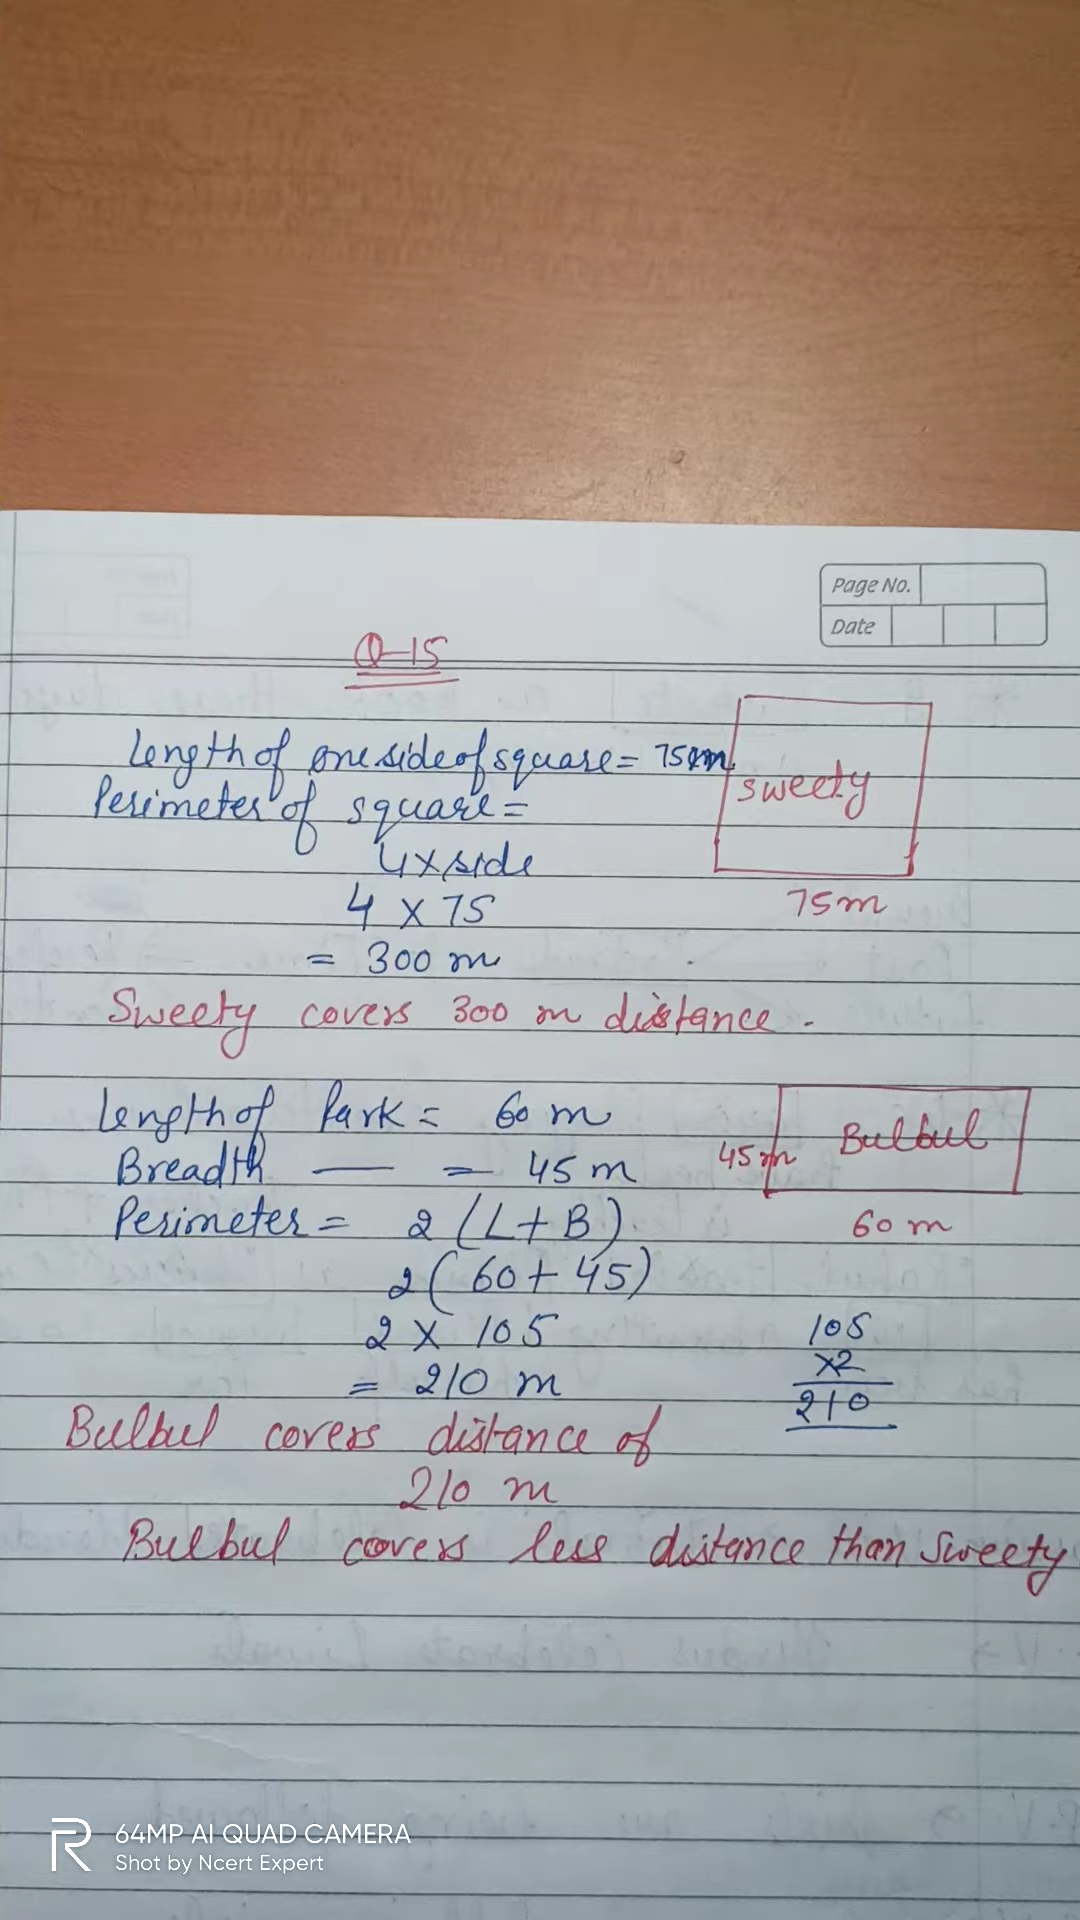 Page No.
Date
Q-15
Length of one side of square = 75m.
Sweety
Perimeter of square =
4 x side
4 x 75
75m
= 300 m
Sweety covers 300 m distance.
Length of Park = 60 m
Breadth — = 45 m
45m
Bulbul
60 m
Perimeter = 2 (L+B)
2 (60+45)
2 x 105
= 210 m
105
x2
210
Bulbul covers distance of
210 m
Bulbul covers less distance than Sweety
64MP AI QUAD CAMERA
Shot by Ncert Expert